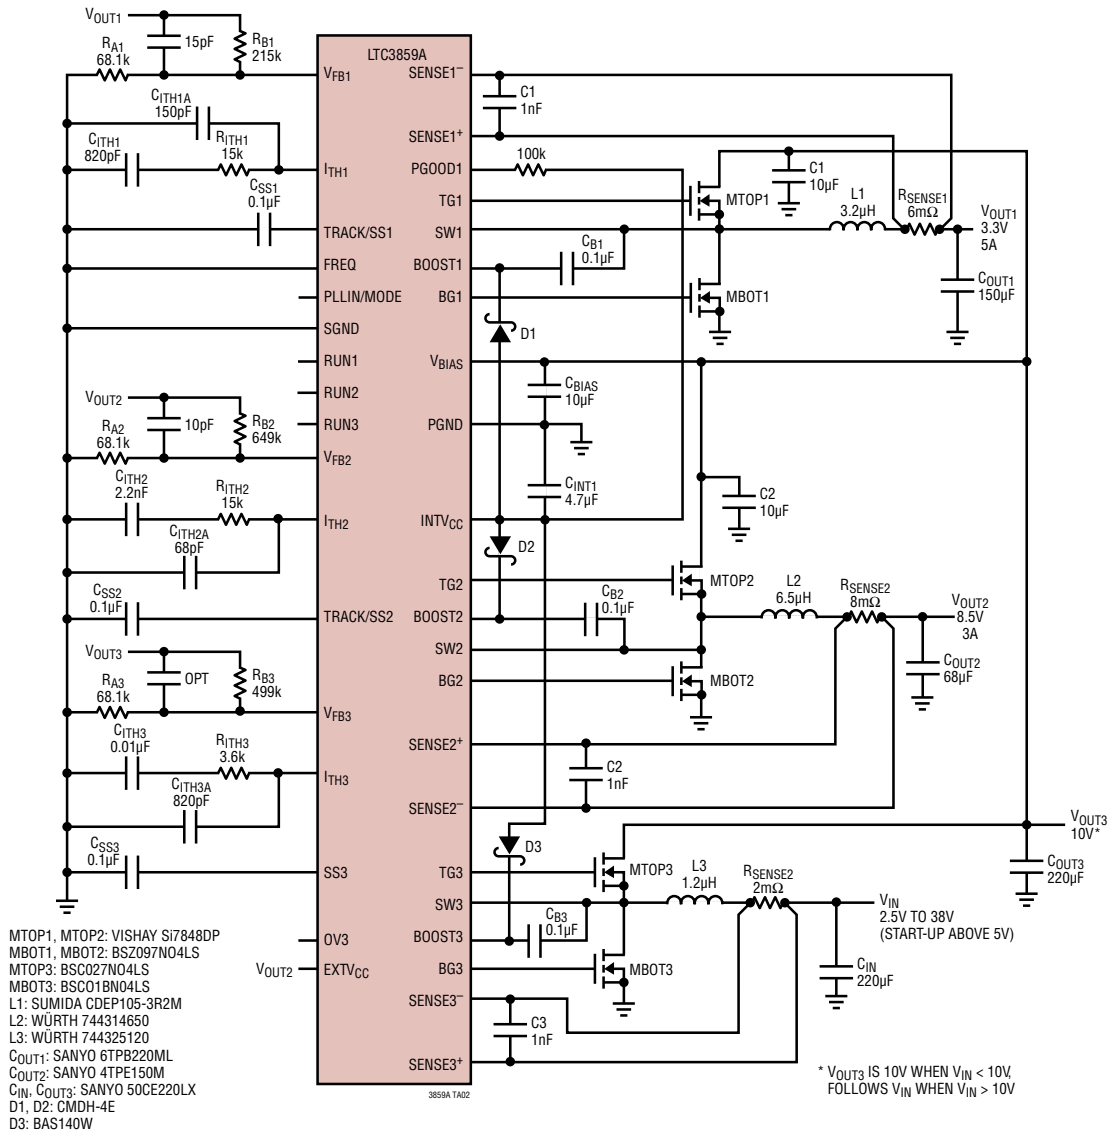 VOUT1
15pF
RB1
215k
RA1
68.1k
LTC3859A
VFB1
SENSE1–
C1
1nF
CITH1A
150pF
SENSE1+
CITH1
820pF
RITH1
15k
ITH1
PGOOD1
100k
C1
10µF
CSS1
0.1µF
TG1
MTOP1
L1
3.2µH
RSENSE1
6mΩ
VOUT1
3.3V
5A
TRACK/SS1
SW1
CB1
0.1µF
FREQ
BOOST1
COUT1
150µF
PLLIN/MODE
BG1
MBOT1
SGND
D1
RUN1
VBIAS
CBIAS
10µF
RUN2
VOUT2
RUN3
PGND
10pF
RB2
649k
RA2
68.1k
VFB2
CITH2
2.2nF
RITH2
15k
ITH2
CINT1
4.7µF
C2
10µF
INTVCC
CITH2A
68pF
D2
TG2
MTOP2
L2
6.5µH
RSENSE2
8mΩ
VOUT2
8.5V
3A
CSS2
0.1µF
TRACK/SS2
BOOST2
CB2
0.1µF
SW2
VOUT3
OPT
RB3
499k
BG2
MBOT2
COUT2
68µF
RA3
68.1k
VFB3
CITH3
0.01µF
RITH3
3.6k
ITH3
SENSE2+
C2
1nF
CITH3A
820pF
SENSE2–
VOUT3
10V*
D3
CSS3
0.1µF
SS3
TG3
MTOP3
L3
1.2µH
RSENSE2
2mΩ
COUT3
220µF
SW3
VIN
2.5V TO 38V
(START-UP ABOVE 5V)
CB3
0.1µF
OV3
BOOST3
VOUT2
EXTVCC
BG3
MBOT3
CIN
220µF
SENSE3–
C3
1nF
SENSE3+
MTOP1, MTOP2: VISHAY Si7848DP
MBOT1, MBOT2: BSZ097NO4LS
MTOP3: BSC027NO4LS
MBOT3: BSCO1BN04LS
L1: SUMIDA CDEP105-3R2M
L2: WÜRTH 744314650
L3: WÜRTH 744325120
COUT1: SANYO 6TPB220ML
COUT2: SANYO 4TPE150M
CIN, COUT3: SANYO 50CE220LX
D1, D2: CMDH-4E
D3: BAS140W
3859A TA02
* VOUT3 IS 10V WHEN VIN < 10V,
FOLLOWS VIN WHEN VIN > 10V